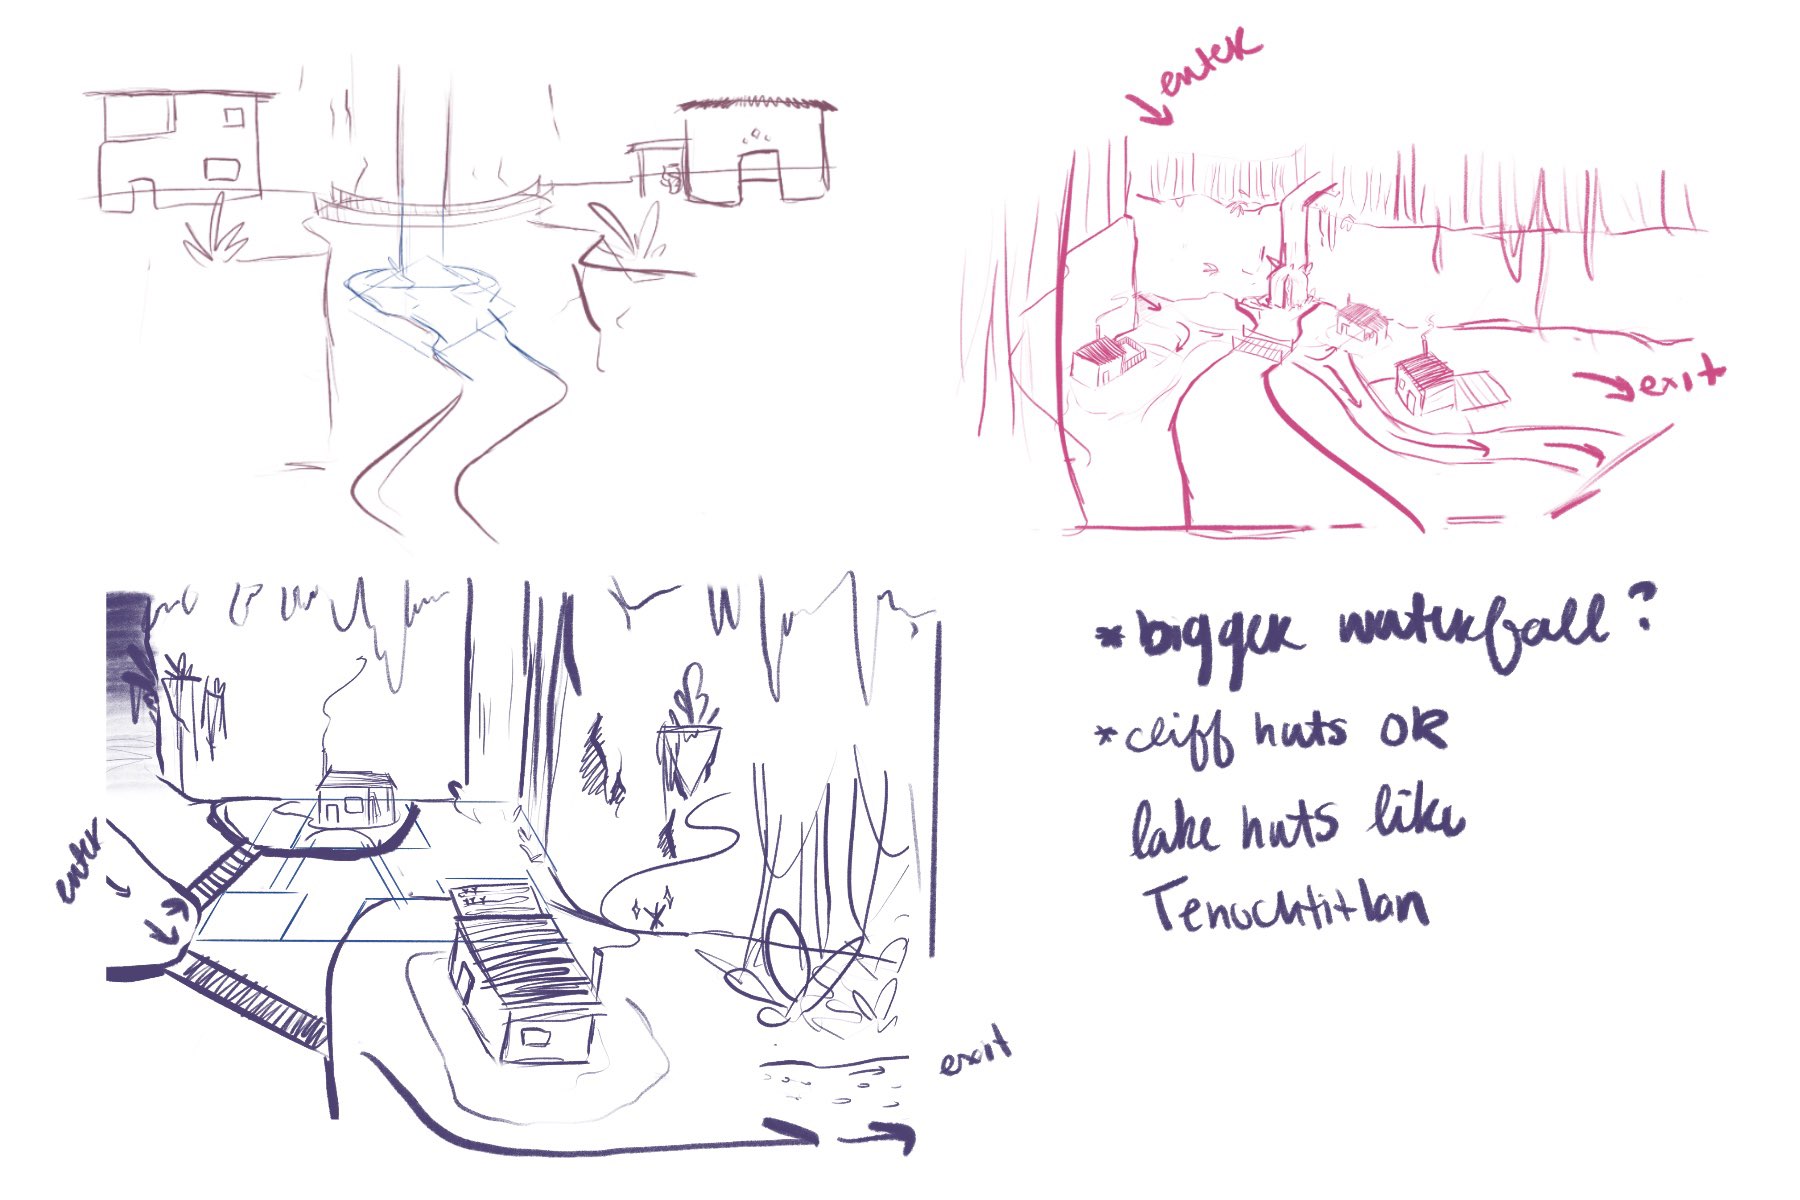 enter
exit
*bigger waterfall?
*cliff huts ok
lake huts like
Tenochtitlan
enter
exit